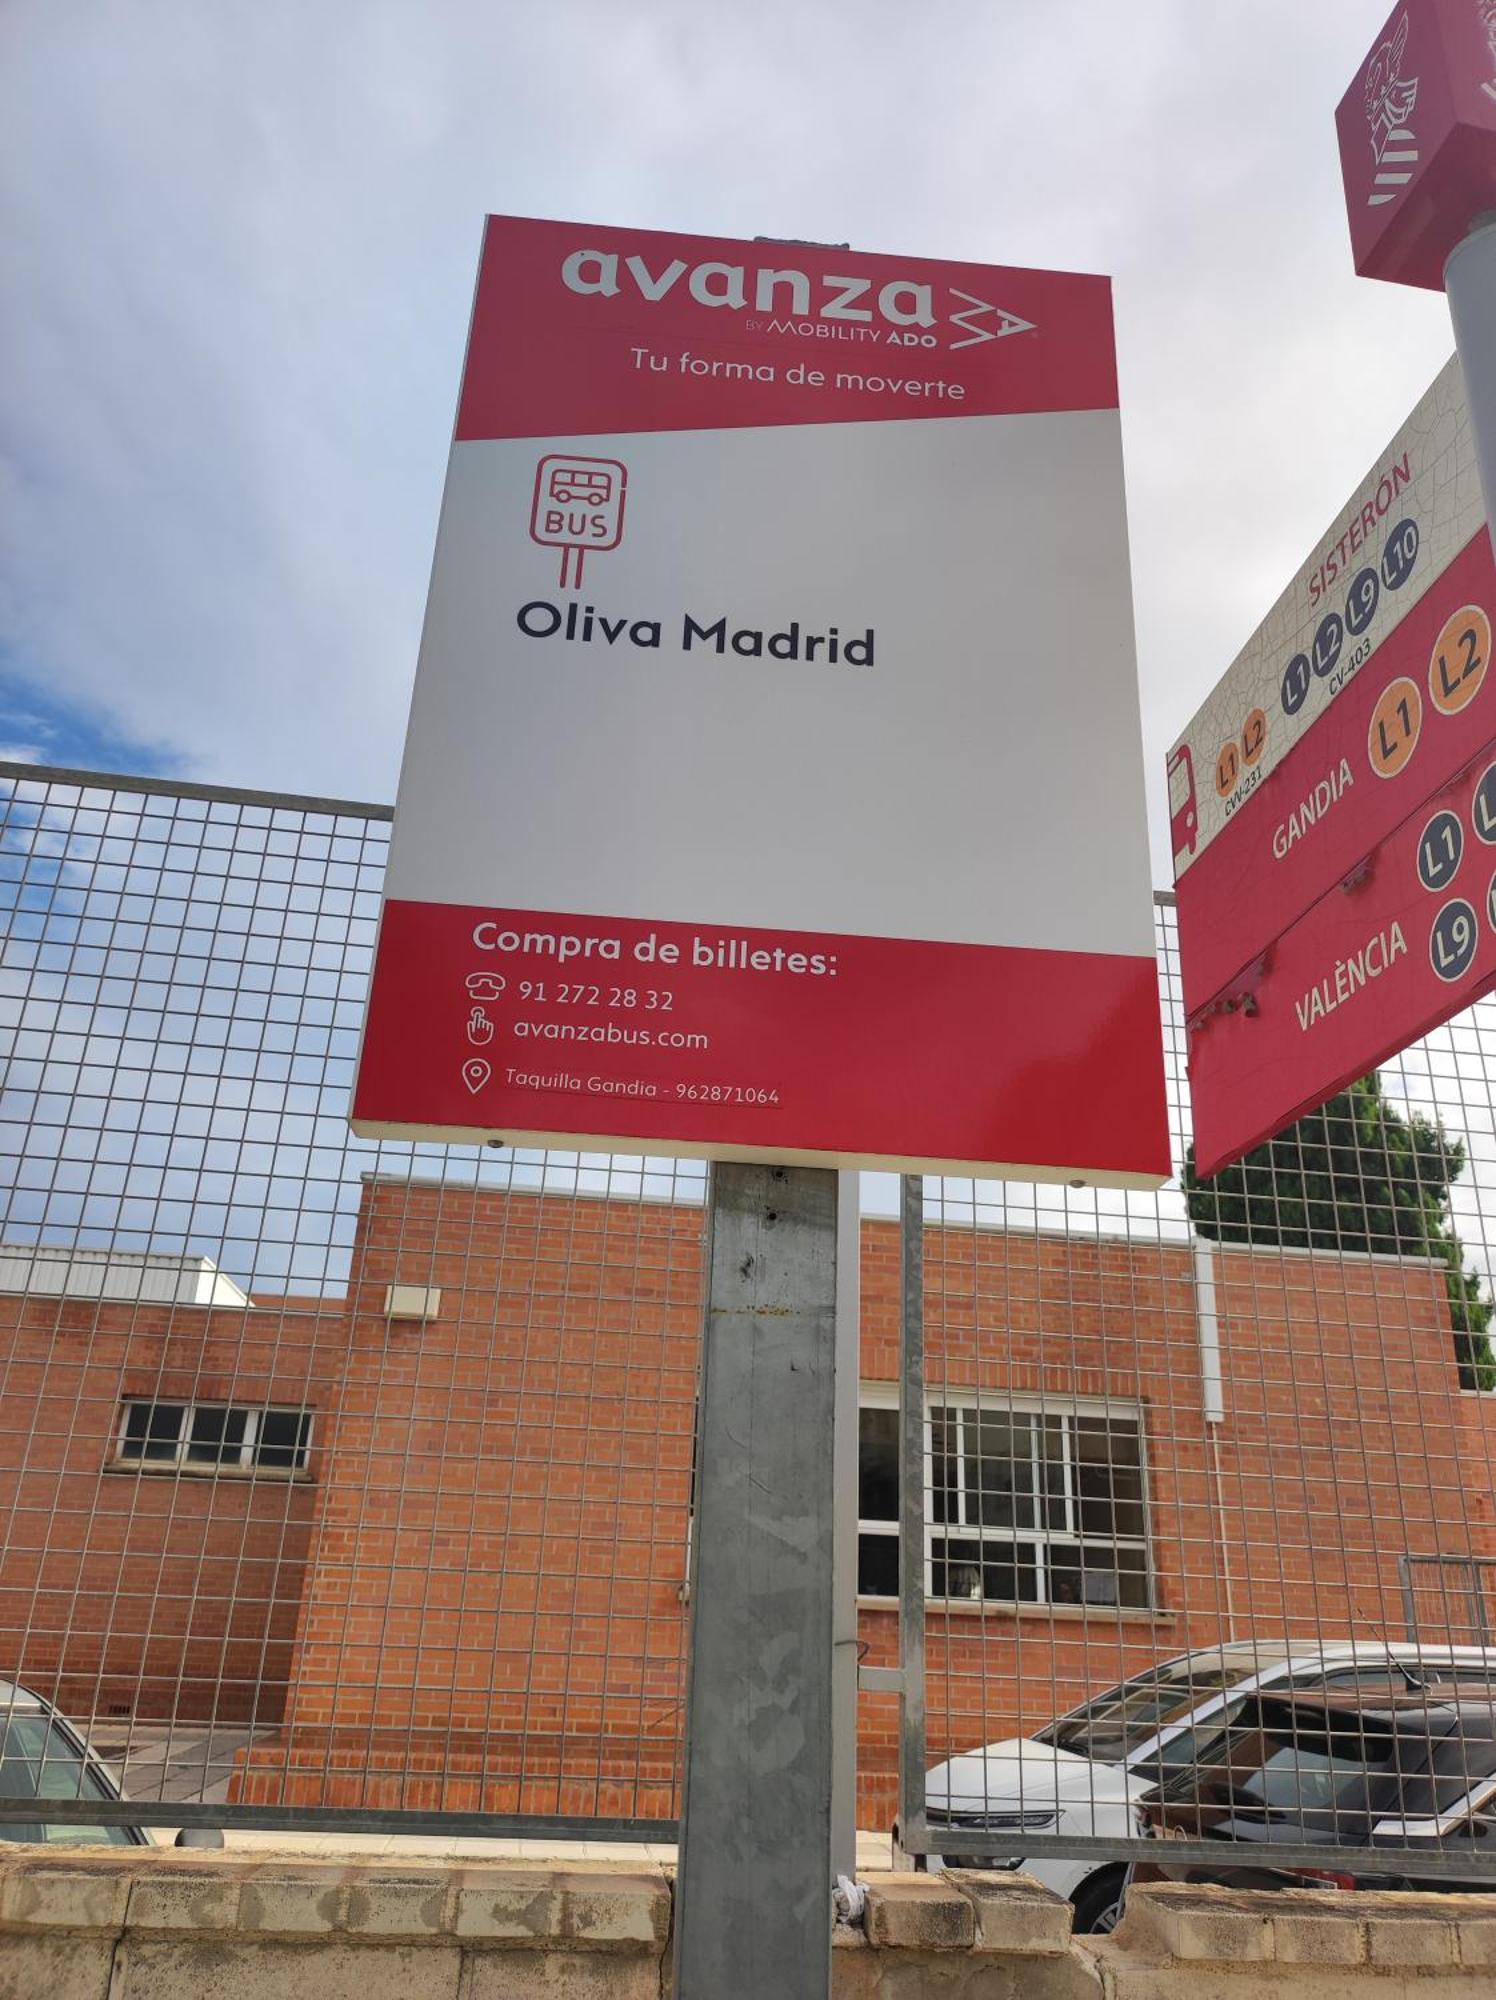 avanza
BY MOBILITY ADO
Tu forma de moverte
BUS
Oliva Madrid
Compra de billetes:
91 272 28 32
avanzabus.com
Taquilla Gandia - 962871064
SISTERÓN
L1 L2 L1 L2 L9 L10
CVV-231 CV-403
GANDIA L1 L2
L1
VALÈNCIA L9